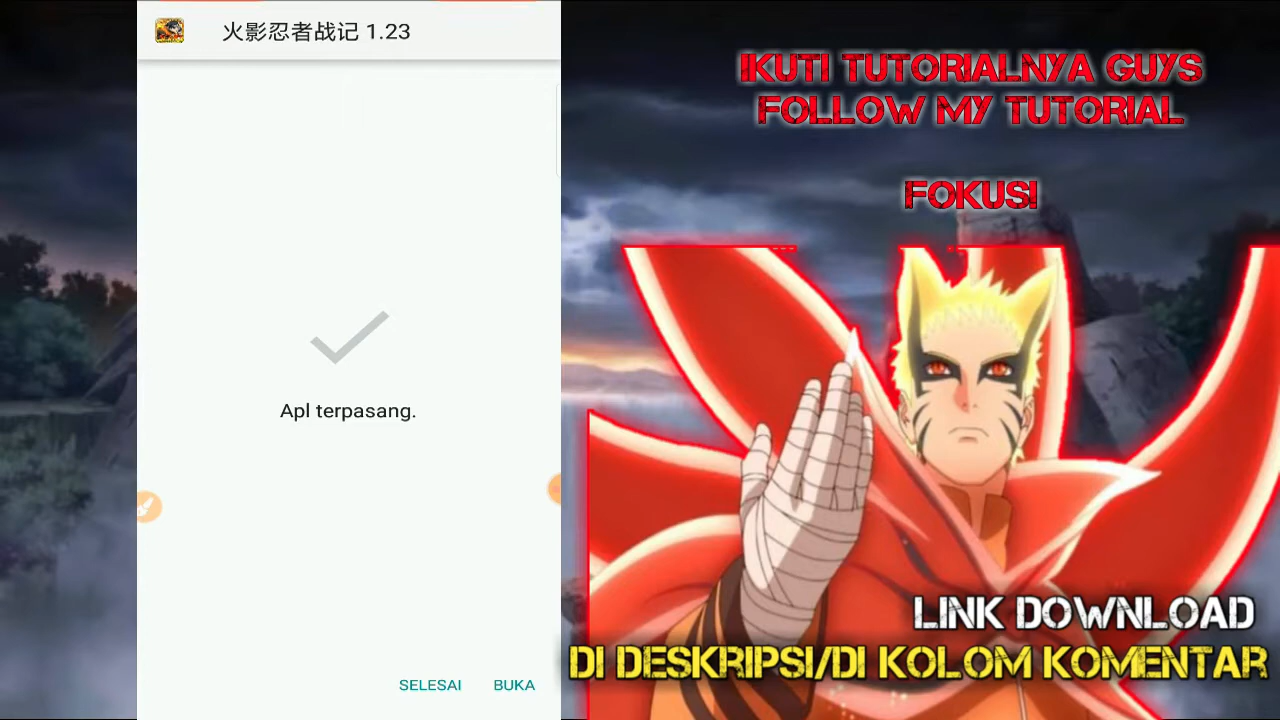 火影忍者战记 1.23
Apl terpasang.
SELESAI BUKA
IKUTI TUTORIALNYA GUYS
FOLLOW MY TUTORIAL
FOKUS!
LINK DOWNLOAD
DI DESKRIPSI/DI KOLOM KOMENTAR